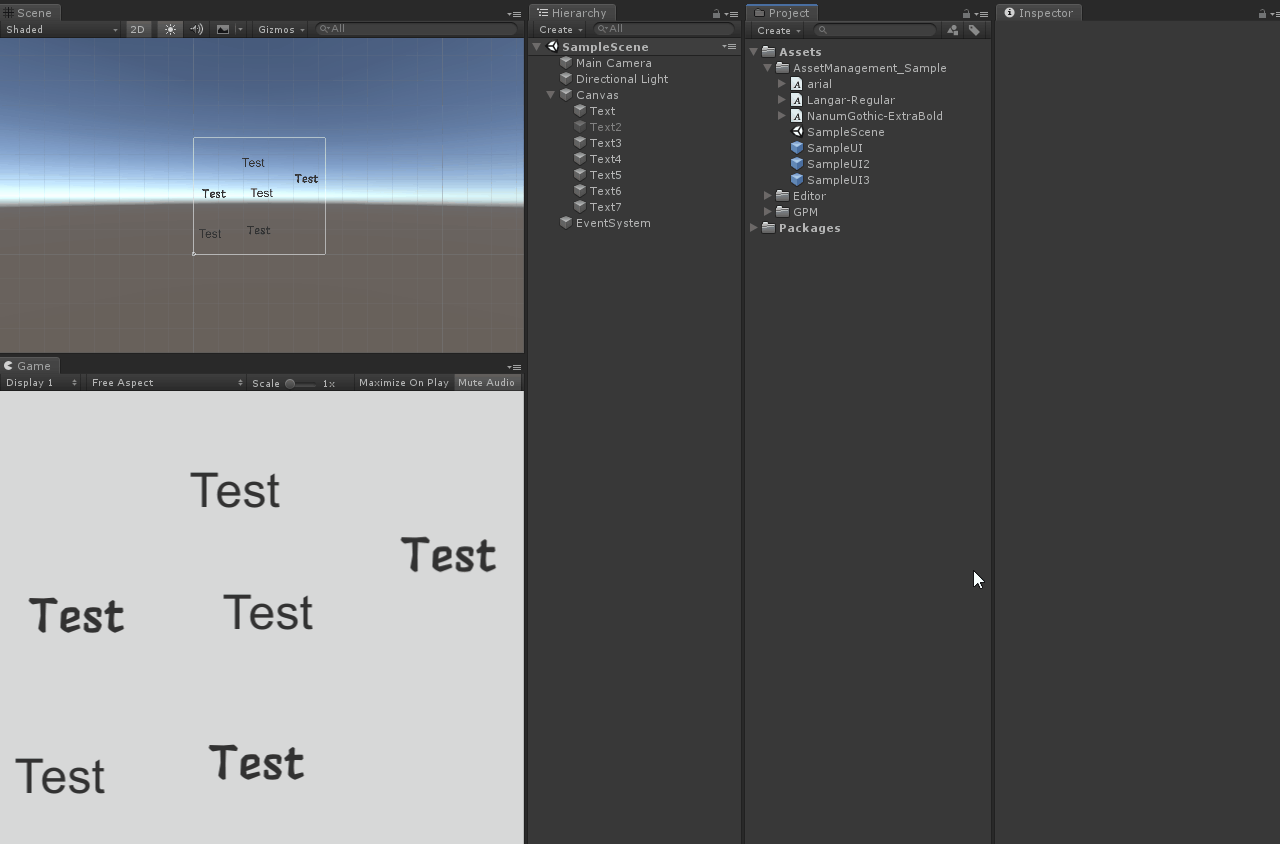 Scene
Shaded
2D
Gizmos
All
Test
Test
Test
Test
Test
Test
Game
Display 1
Free Aspect
Scale
1x
Maximize On Play
Mute Audio
Test
Test
Test
Test
Test
Test
Hierarchy
Create
All
SampleScene
Main Camera
Directional Light
Canvas
Text
Text2
Text3
Text4
Text5
Text6
Text7
EventSystem
Project
Create
Assets
AssetManagement_Sample
arial
Langar-Regular
NanumGothic-ExtraBold
SampleScene
SampleUI
SampleUI2
SampleUI3
Editor
GPM
Packages
Inspector